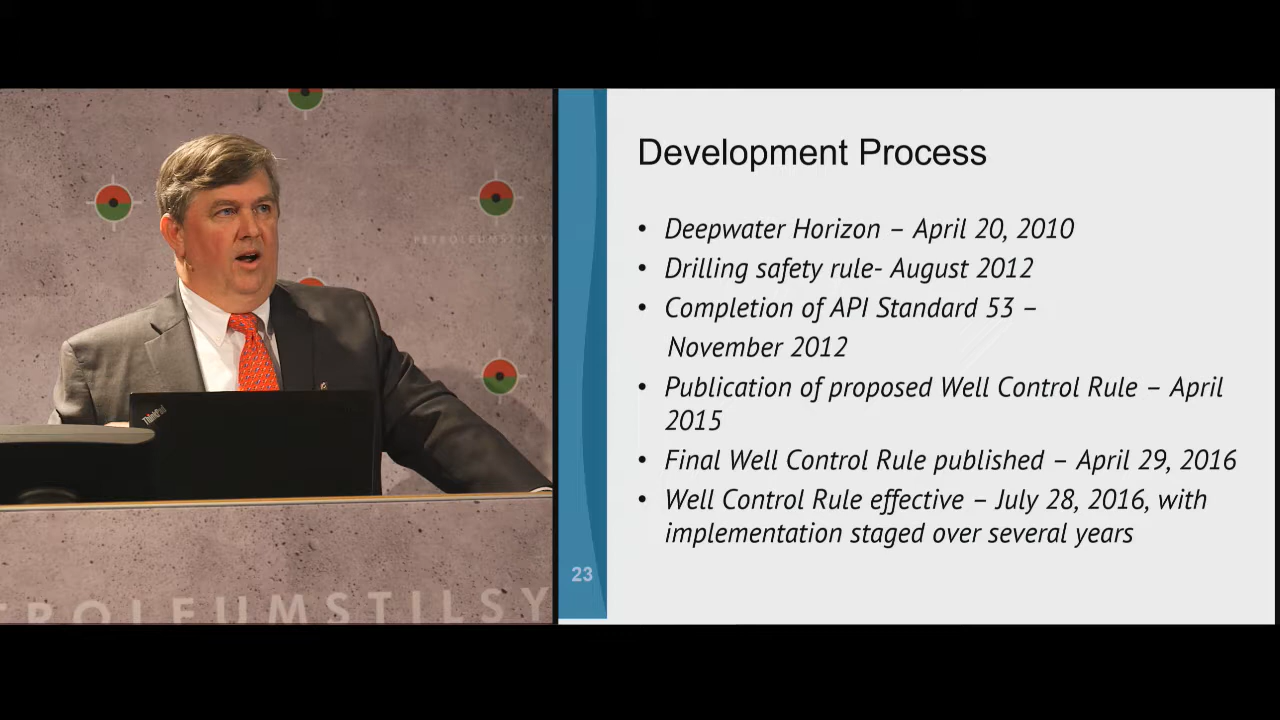 Development Process
• Deepwater Horizon – April 20, 2010
• Drilling safety rule- August 2012
• Completion of API Standard 53 –
November 2012
• Publication of proposed Well Control Rule – April
2015
• Final Well Control Rule published – April 29, 2016
• Well Control Rule effective – July 28, 2016, with
implementation staged over several years
23
PETROLEUMSTILSY
ThinkPad
TROLEUMSTILSY